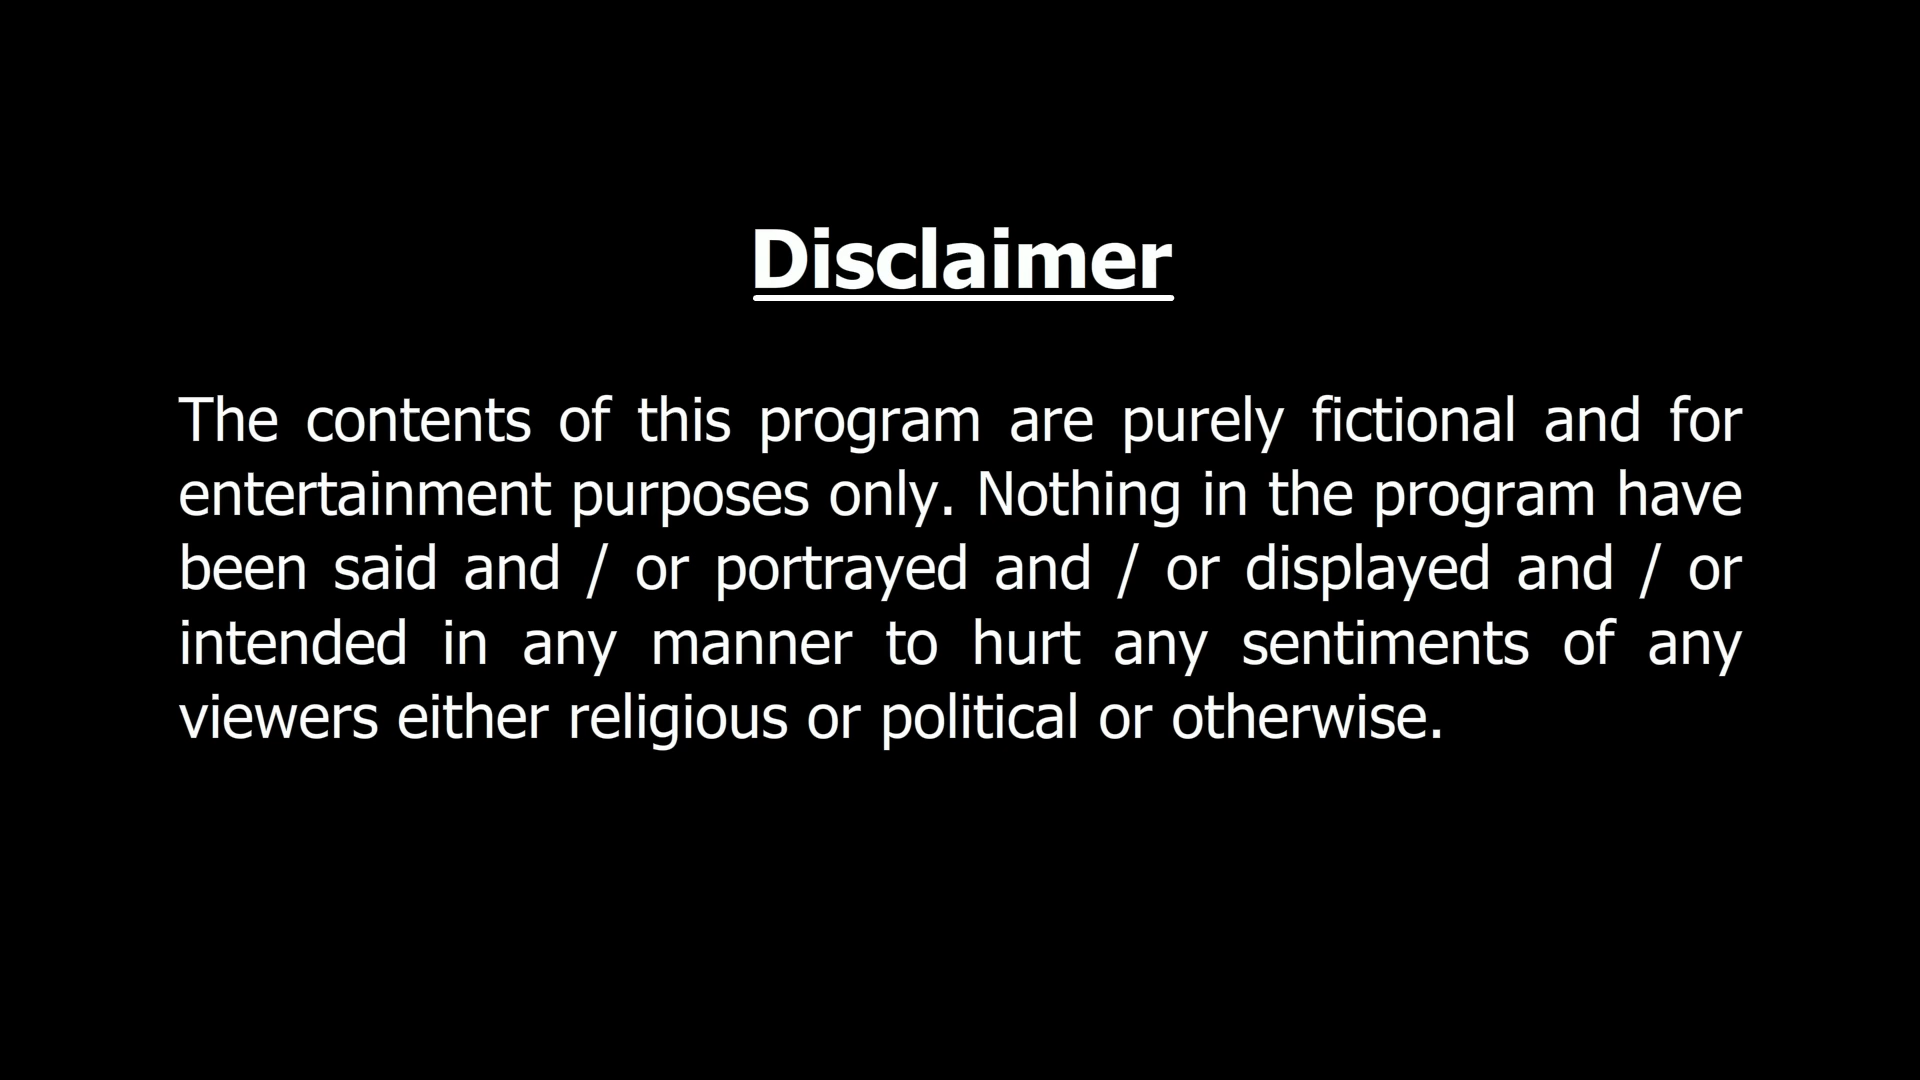 Disclaimer
The contents of this program are purely fictional and for
entertainment purposes only. Nothing in the program have
been said and / or portrayed and / or displayed and / or
intended in any manner to hurt any sentiments of any
viewers either religious or political or otherwise.